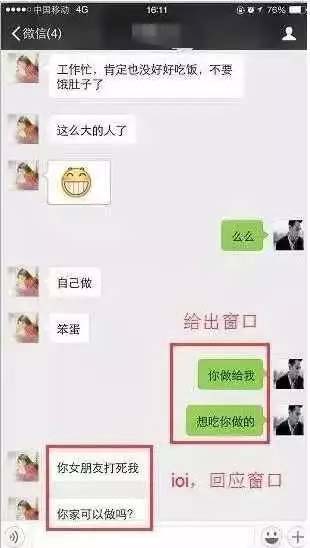 中国移动 4G 16:11 76%
微信(4)
工作忙，肯定也没好好吃饭，不要
饿肚子了
这么大的人了
么么
自己做
笨蛋
给出窗口
你做给我
想吃你做的
你女朋友打死我
ioi，回应窗口
你家可以做吗？